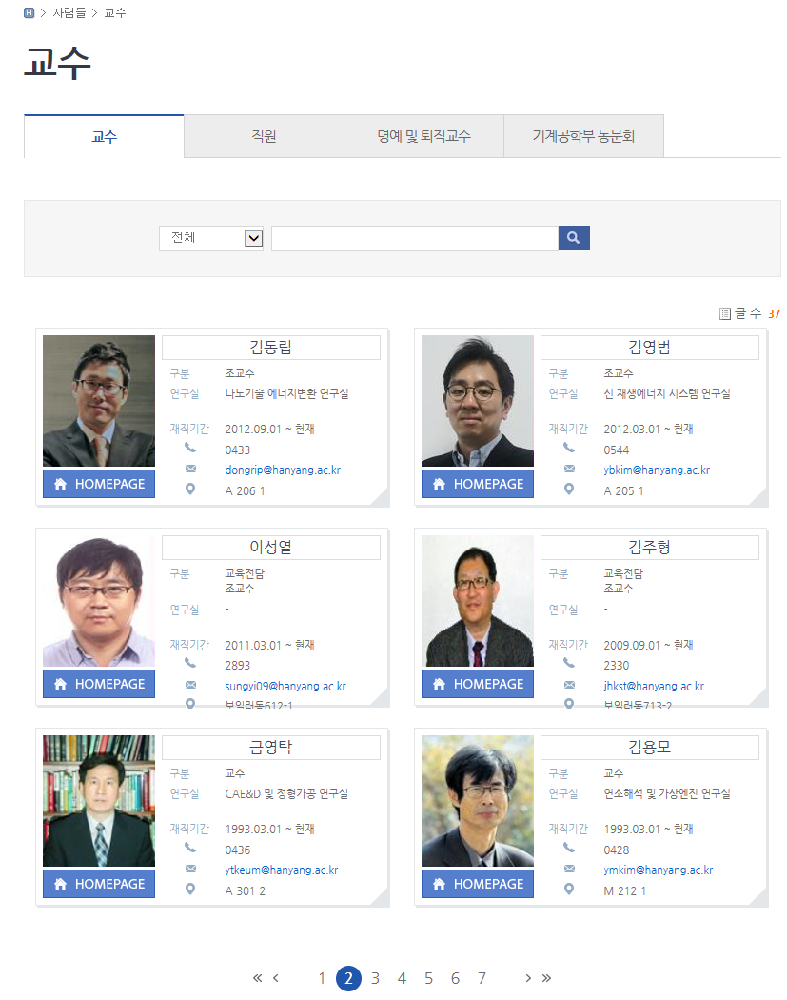 H > 사람들 > 교수
교수
교수 직원 명예 및 퇴직교수 기계공학부 동문회
전체
글 수 37
김동립
구분 조교수
연구실 나노기술 에너지변환 연구실
재직기간 2012.09.01 ~ 현재
0433
dongrip@hanyang.ac.kr
A-206-1
HOMEPAGE
김영범
구분 조교수
연구실 신 재생에너지 시스템 연구실
재직기간 2012.03.01 ~ 현재
0544
ybkim@hanyang.ac.kr
A-205-1
HOMEPAGE
이성열
구분 교육전담
조교수
연구실 -
재직기간 2011.03.01 ~ 현재
2893
sungyi09@hanyang.ac.kr
보일러동612-1
HOMEPAGE
김주형
구분 교육전담
조교수
연구실 -
재직기간 2009.09.01 ~ 현재
2330
jhkst@hanyang.ac.kr
보일러동713-2
HOMEPAGE
금영탁
구분 교수
연구실 CAE&D 및 정형가공 연구실
재직기간 1993.03.01 ~ 현재
0436
ytkeum@hanyang.ac.kr
A-301-2
HOMEPAGE
김용모
구분 교수
연구실 연소해석 및 가상엔진 연구실
재직기간 1993.03.01 ~ 현재
0428
ymkim@hanyang.ac.kr
M-212-1
HOMEPAGE
« < 1 2 3 4 5 6 7 > »